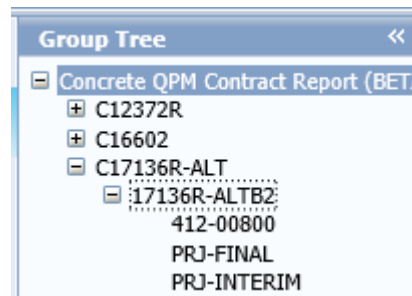 Group Tree «
Concrete QPM Contract Report (BET
C12372R
C16602
C17136R-ALT
17136R-ALTB2
412-00800
PRJ-FINAL
PRJ-INTERIM